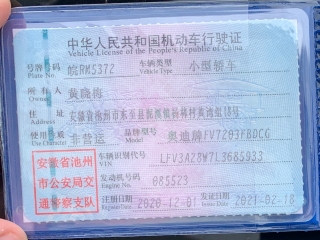 中华人民共和国机动车行驶证
Vehicle License of the People's Republic of China
号牌号码 皖RM5372 车辆类型 小型轿车
Plate No. Vehicle Type
所有人 黄晓梅
Owner
住址 安徽省池州市东至县
Address
使用性质 非营运 品牌型号 奥迪牌FV7203FBDCG
Use Character Model
安徽省池州市公安局交通警察支队
车辆识别代号 LFV3A28W7L3685933
VIN
发动机号码 085523
Engine No.
注册日期 2020-12-01 发证日期 2021-02-18
Register Date Issue Date